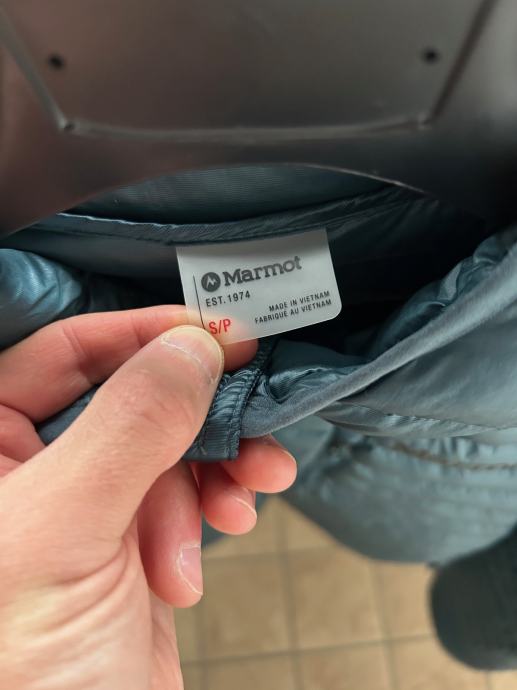 Marmot
EST. 1974
MADE IN VIETNAM
FABRIQUÉ AU VIETNAM
S/P